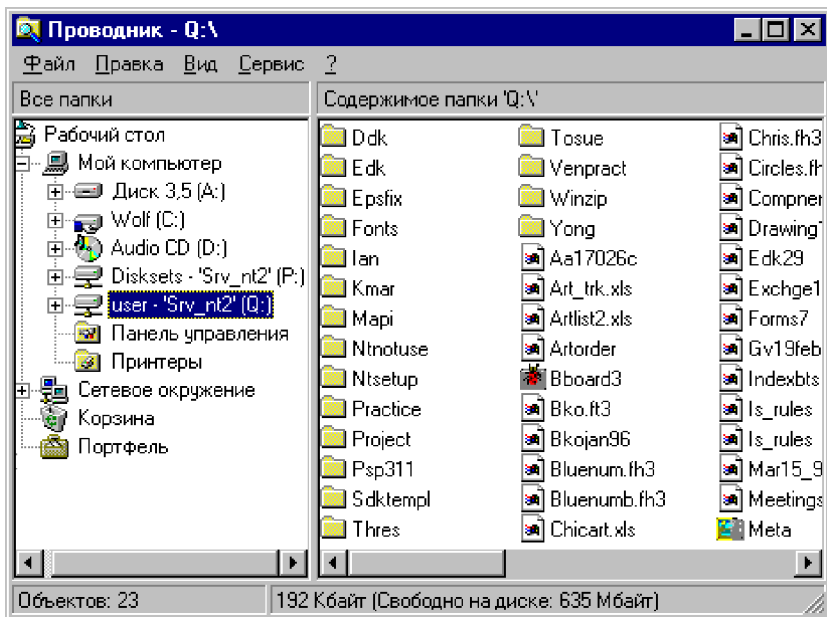 Проводник - Q:\
Файл Правка Вид Сервис ?
Все папки
Содержимое папки 'Q:\'
Рабочий стол
Мой компьютер
Диск 3,5 (A:)
Wolf (C:)
Audio CD (D:)
Disksets - 'Srv_nt2' (P:)
user - 'Srv_nt2' (Q:)
Панель управления
Принтеры
Сетевое окружение
Корзина
Портфель
Ddk
Edk
Epsfix
Fonts
Ian
Kmar
Mapi
Ntnotuse
Ntsetup
Practice
Project
Psp311
Sdktempl
Thres
Tosue
Venpract
Winzip
Yong
Aa17026c
Art_trk.xls
Artlist2.xls
Artorder
Bboard3
Bko.ft3
Bkojan96
Bluenum.fh3
Bluenumb.fh3
Chicart.xls
Chris.fh3
Circles.fh
Compner
Drawing1
Edk29
Exchge1
Forms7
Gv19feb
Indexbts
Is_rules
Is_rules
Mar15_9
Meetings
Meta
Объектов: 23
192 Кбайт (Свободно на диске: 635 Мбайт)